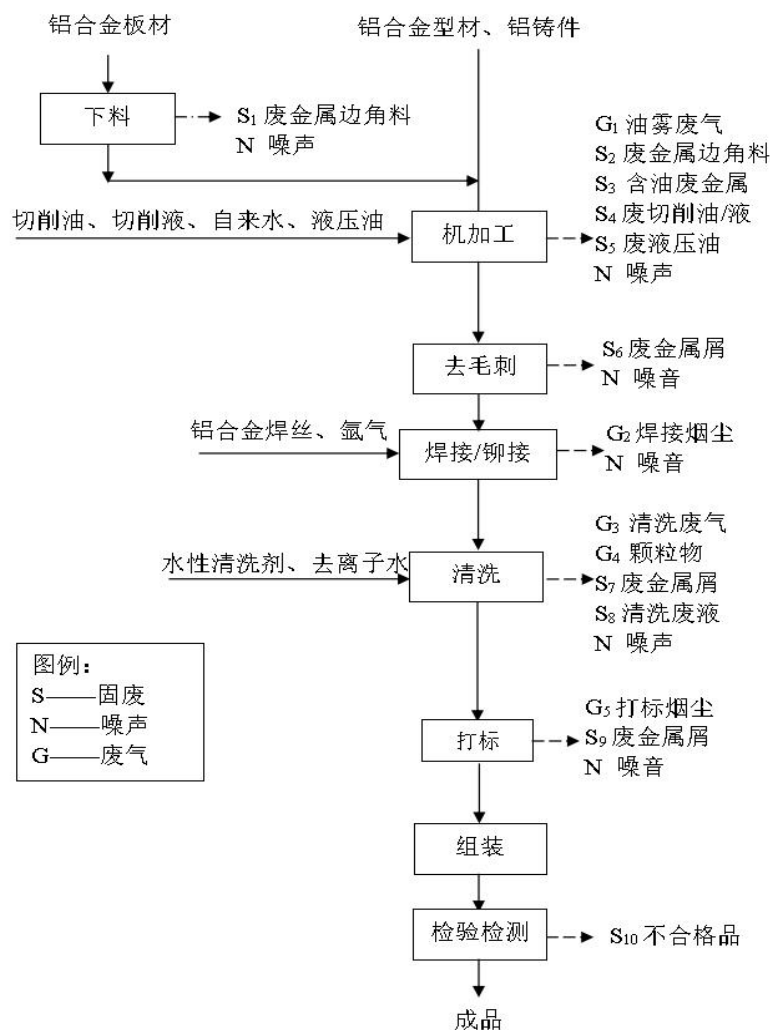 铝合金板材
铝合金型材、铝铸件
下料
S₁ 废金属边角料
N 噪声
G₁ 油雾废气
S₂ 废金属边角料
S₃ 含油废金属
S₄ 废切削油/液
S₅ 废液压油
N 噪声
切削油、切削液、自来水、液压油
机加工
去毛刺
S₆ 废金属屑
N 噪音
铝合金焊丝、氩气
焊接/铆接
G₂ 焊接烟尘
N 噪音
水性清洗剂、去离子水
清洗
G₃ 清洗废气
G₄ 颗粒物
S₇ 废金属屑
S₈ 清洗废液
N 噪声
图例：
S——固废
N——噪声
G——废气
打标
G₅ 打标烟尘
S₉ 废金属屑
N 噪音
组装
检验检测
S₁₀ 不合格品
成品